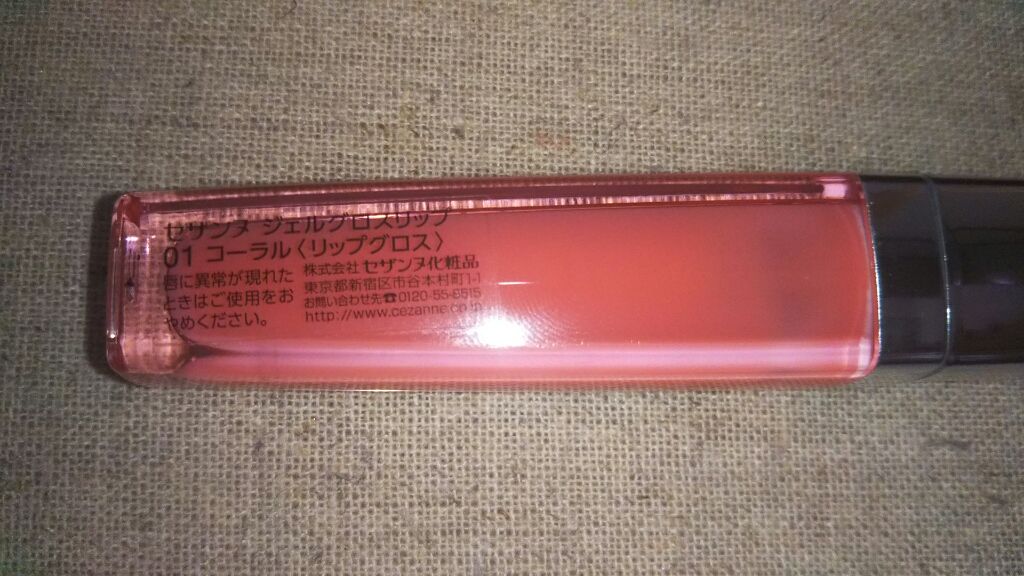 セザンヌ ジェルグロスリップ
01 コーラル〈リップグロス〉
唇に異常が現れた
ときはご使用をお
やめください。
株式会社 セザンヌ化粧品
東京都新宿区市谷本村町1-1
お問い合わせ先☎0120-55-8515
http://www.cezanne.co.jp